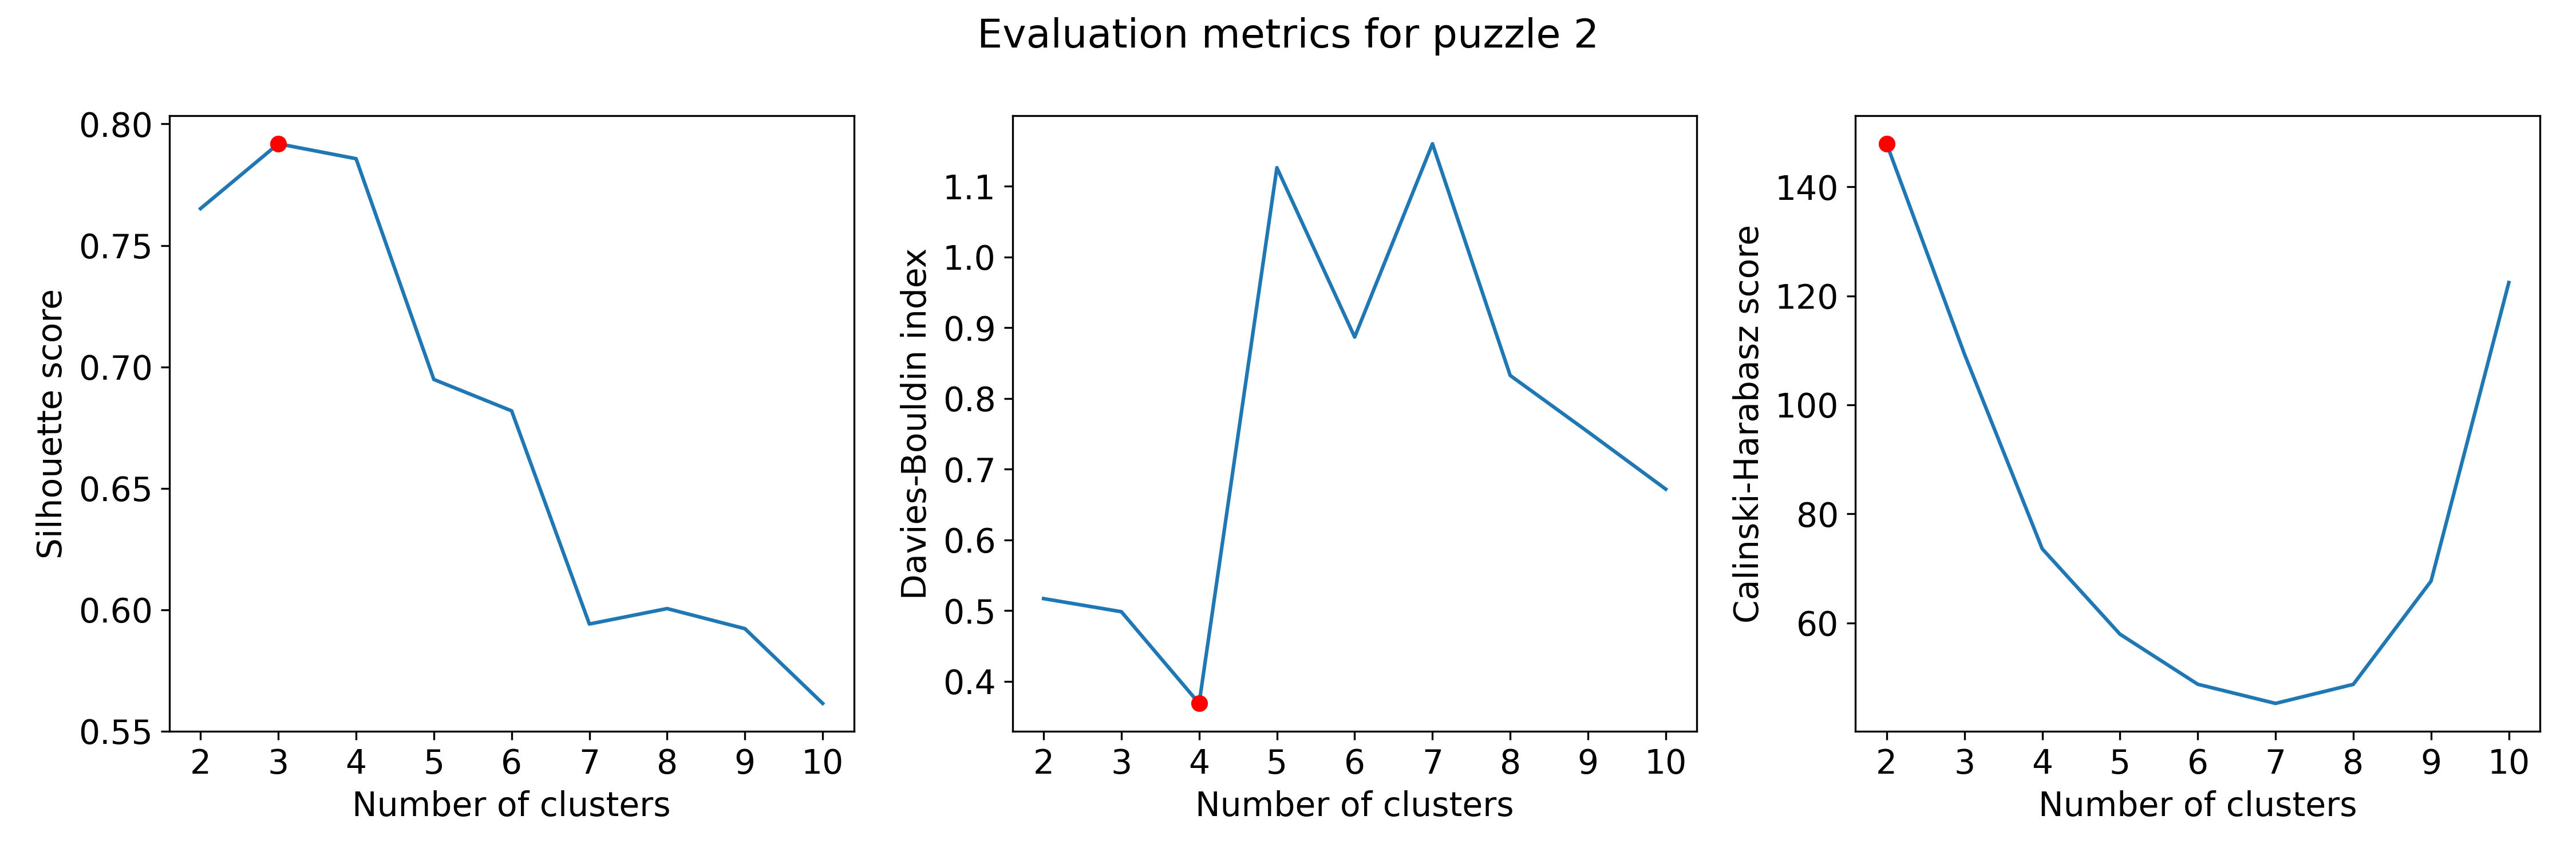 Evaluation metrics for puzzle 2
Silhouette score
0.80
0.75
0.70
0.65
0.60
0.55
2 3 4 5 6 7 8 9 10
Number of clusters
Davies-Bouldin index
1.1
1.0
0.9
0.8
0.7
0.6
0.5
0.4
2 3 4 5 6 7 8 9 10
Number of clusters
Calinski-Harabasz score
140
120
100
80
60
2 3 4 5 6 7 8 9 10
Number of clusters